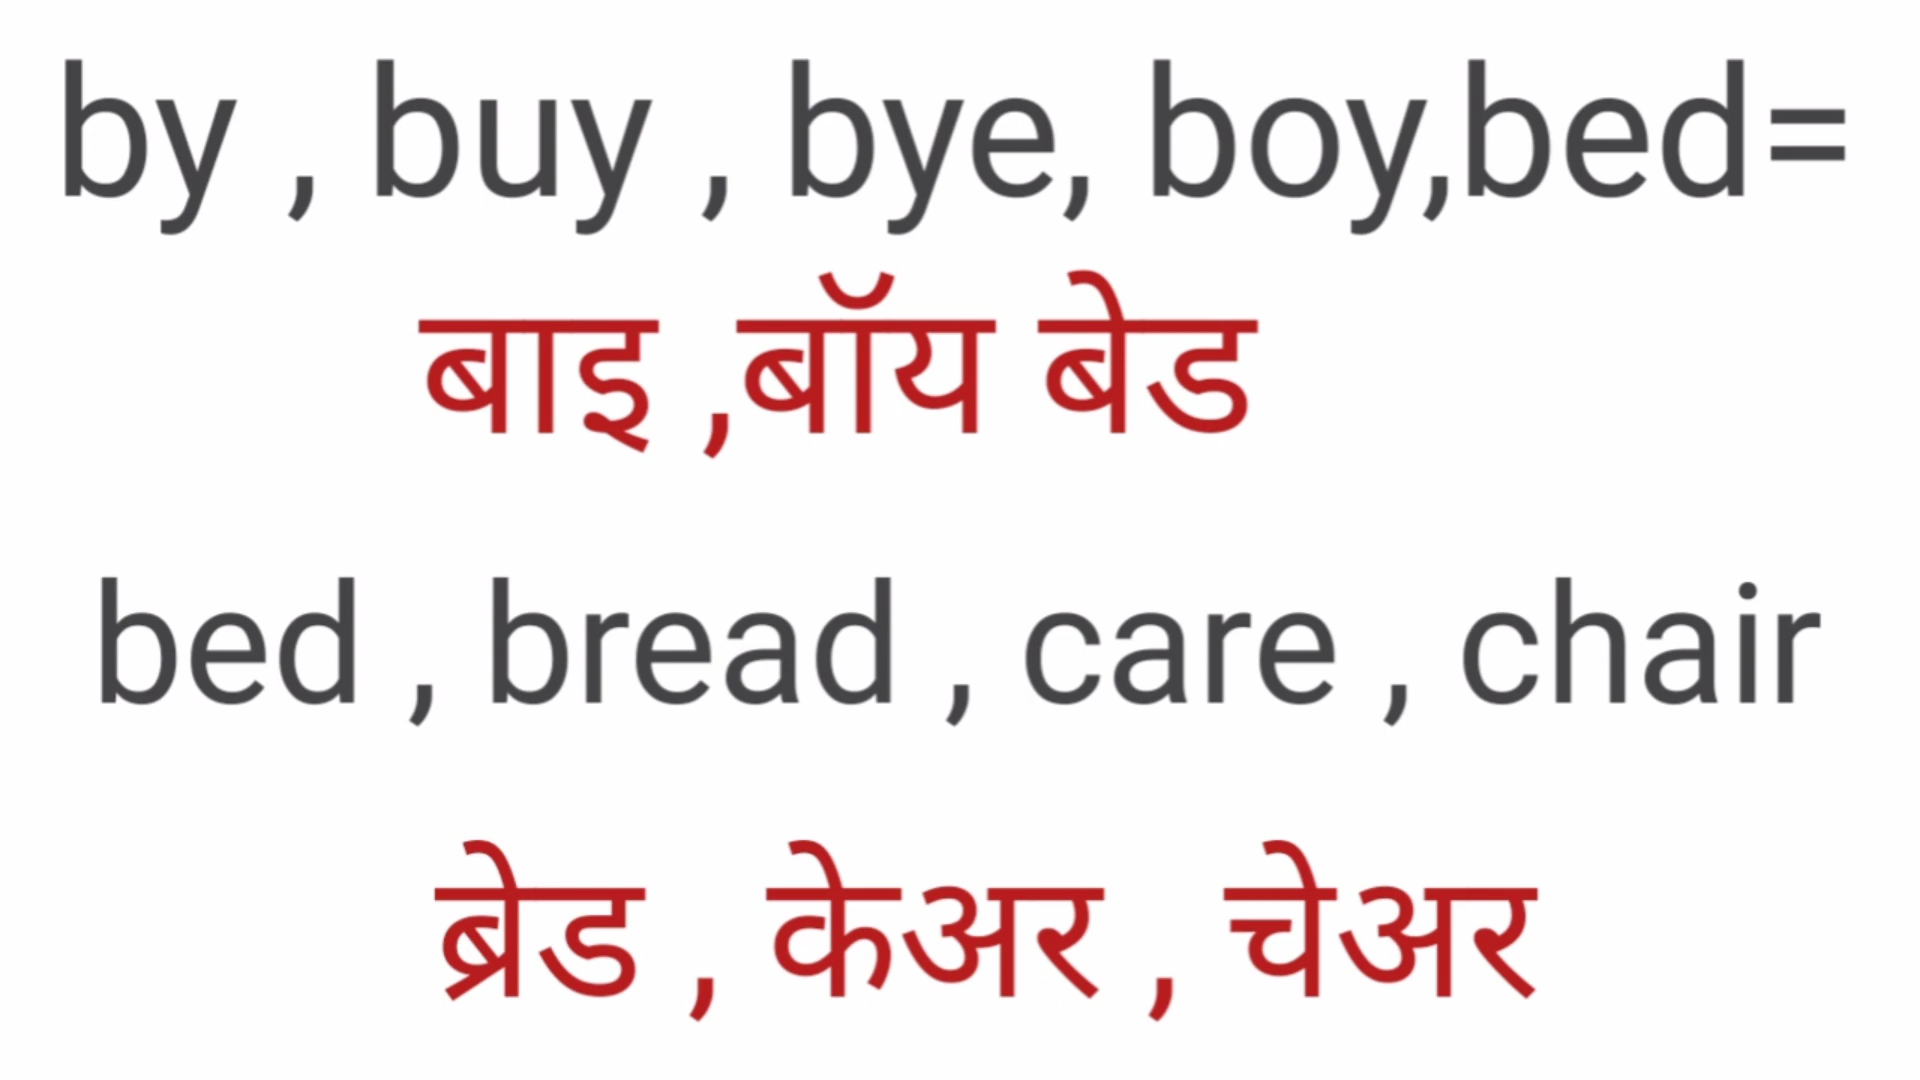 by , buy , bye, boy,bed=
बाइ ,बॉय बेड
bed , bread , care , chair
ब्रेड , केअर , चेअर